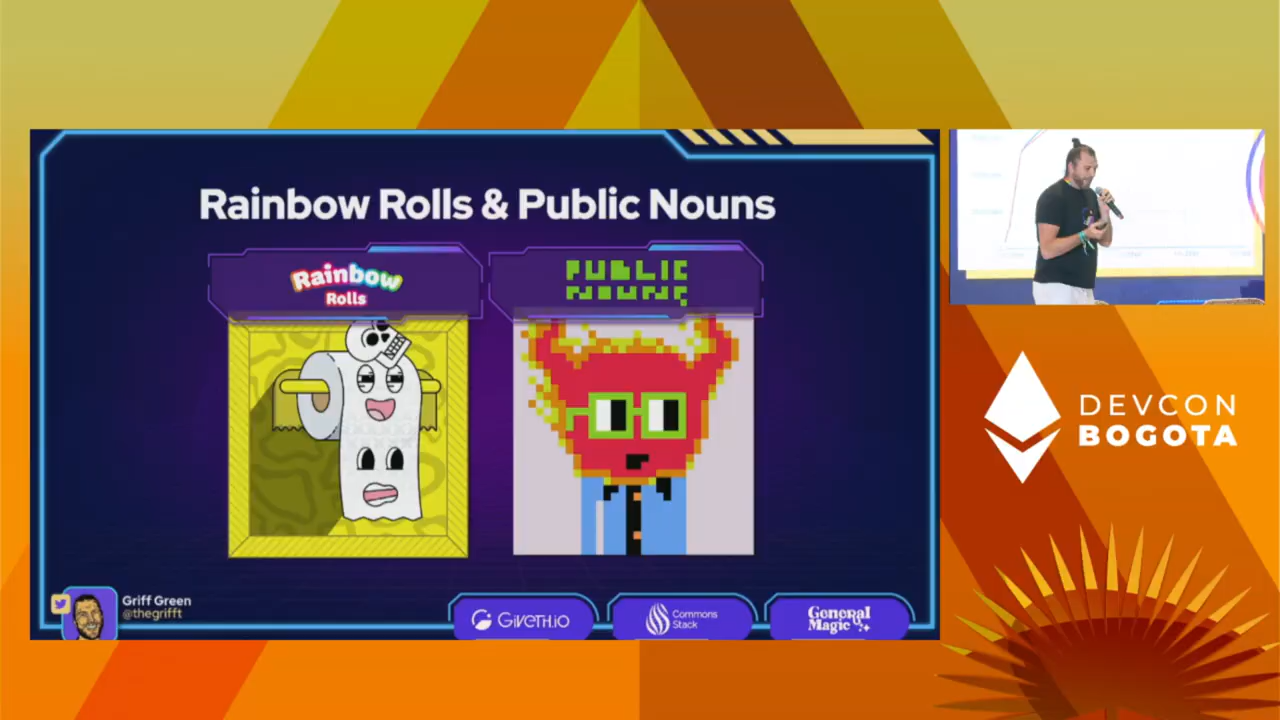 Rainbow Rolls & Public Nouns
Rainbow
Rolls
PUBLIC
NOUNS
Griff Green
@thegrifft
GIVETH.IO
Commons
Stack
General
Magic
DEVCON
BOGOTA